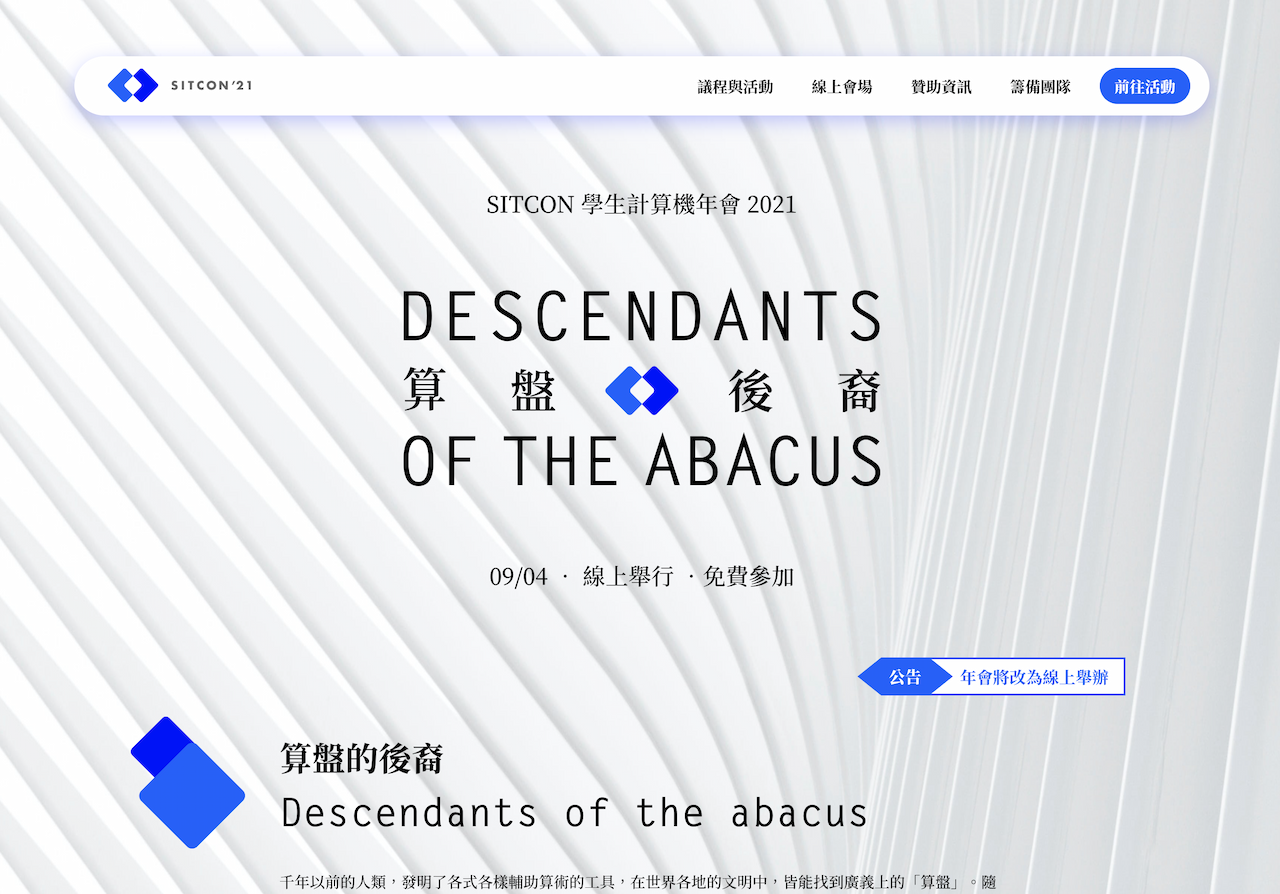 SITCON'21
議程與活動
線上會場
贊助資訊
籌備團隊
前往活動
SITCON 學生計算機年會 2021
DESCENDANTS
算盤後裔
OF THE ABACUS
09/04 · 線上舉行 · 免費參加
公告
年會將改為線上舉辦
算盤的後裔
Descendants of the abacus
千年以前的人類，發明了各式各樣輔助算術的工具，在世界各地的文明中，皆能找到廣義上的「算盤」。隨